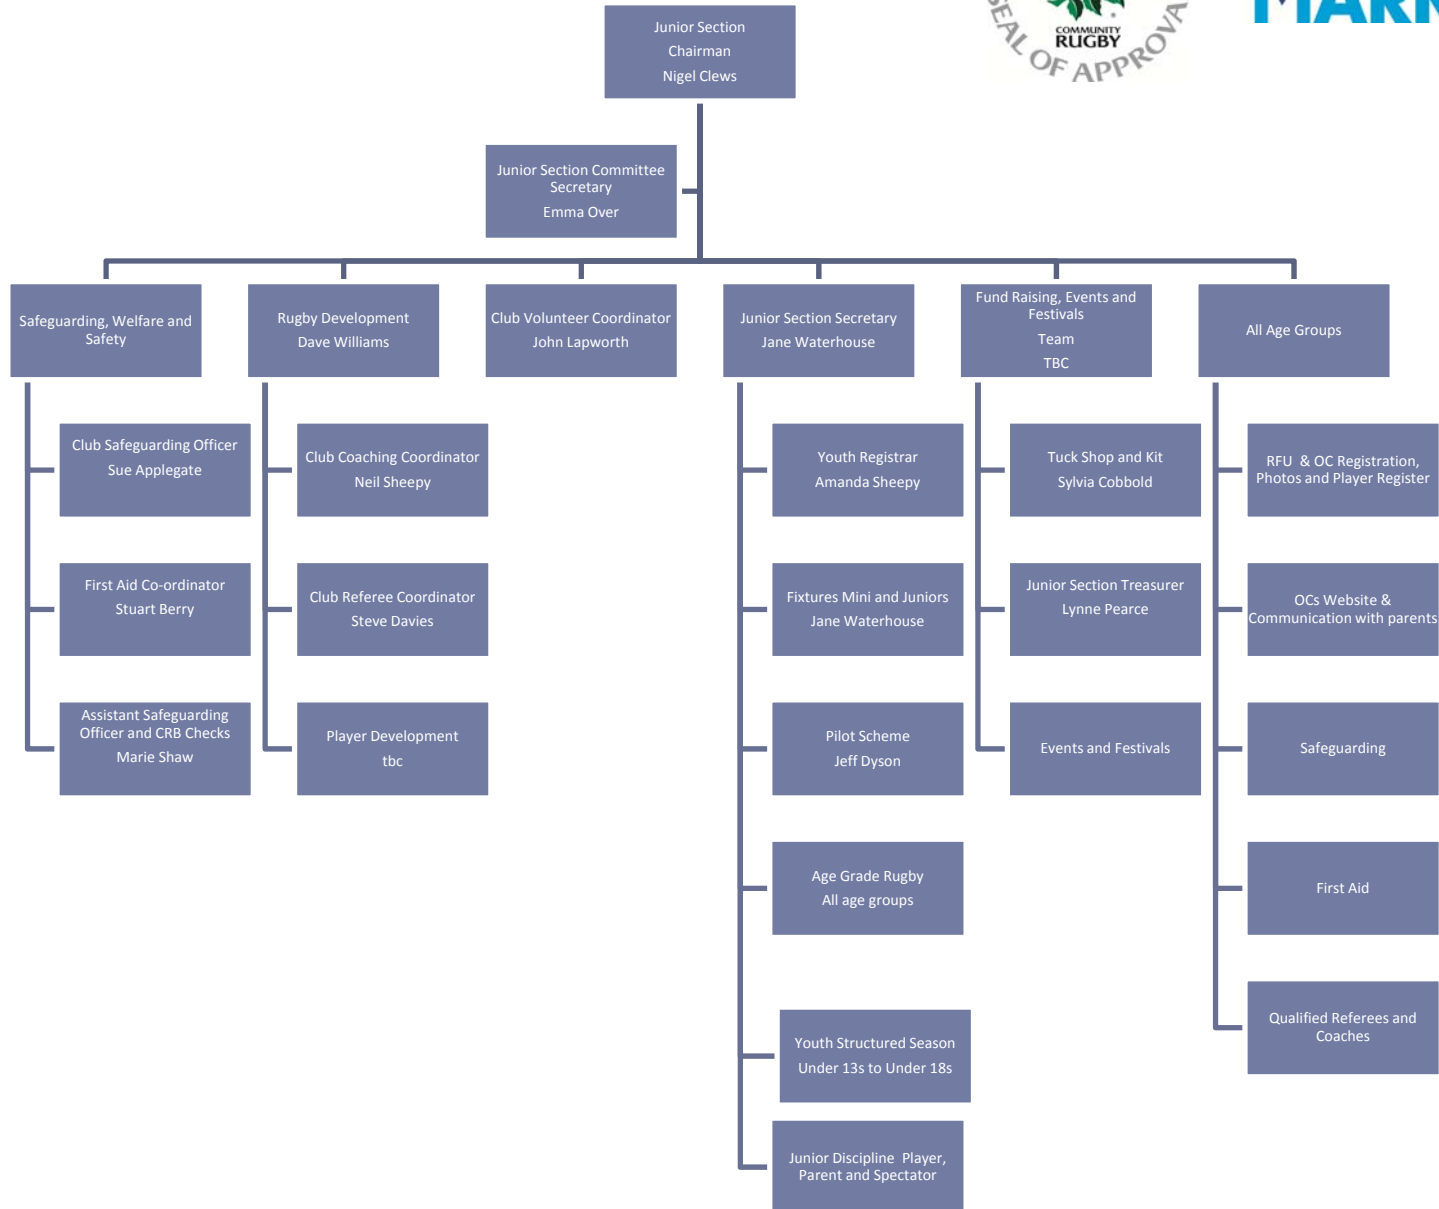 COMMUNITY
RUGBY
SEAL OF APPROVAL
Junior Section
Chairman
Nigel Clews
Junior Section Committee
Secretary
Emma Over
Safeguarding, Welfare and
Safety
Rugby Development
Dave Williams
Club Volunteer Coordinator
John Lapworth
Junior Section Secretary
Jane Waterhouse
Fund Raising, Events and
Festivals
Team
TBC
All Age Groups
Club Safeguarding Officer
Sue Applegate
First Aid Co-ordinator
Stuart Berry
Assistant Safeguarding
Officer and CRB Checks
Marie Shaw
Club Coaching Coordinator
Neil Sheepy
Club Referee Coordinator
Steve Davies
Player Development
tbc
Youth Registrar
Amanda Sheepy
Fixtures Mini and Juniors
Jane Waterhouse
Pilot Scheme
Jeff Dyson
Age Grade Rugby
All age groups
Youth Structured Season
Under 13s to Under 18s
Junior Discipline Player,
Parent and Spectator
Tuck Shop and Kit
Sylvia Cobbold
Junior Section Treasurer
Lynne Pearce
Events and Festivals
RFU & OC Registration,
Photos and Player Register
OCs Website &
Communication with parents
Safeguarding
First Aid
Qualified Referees and
Coaches